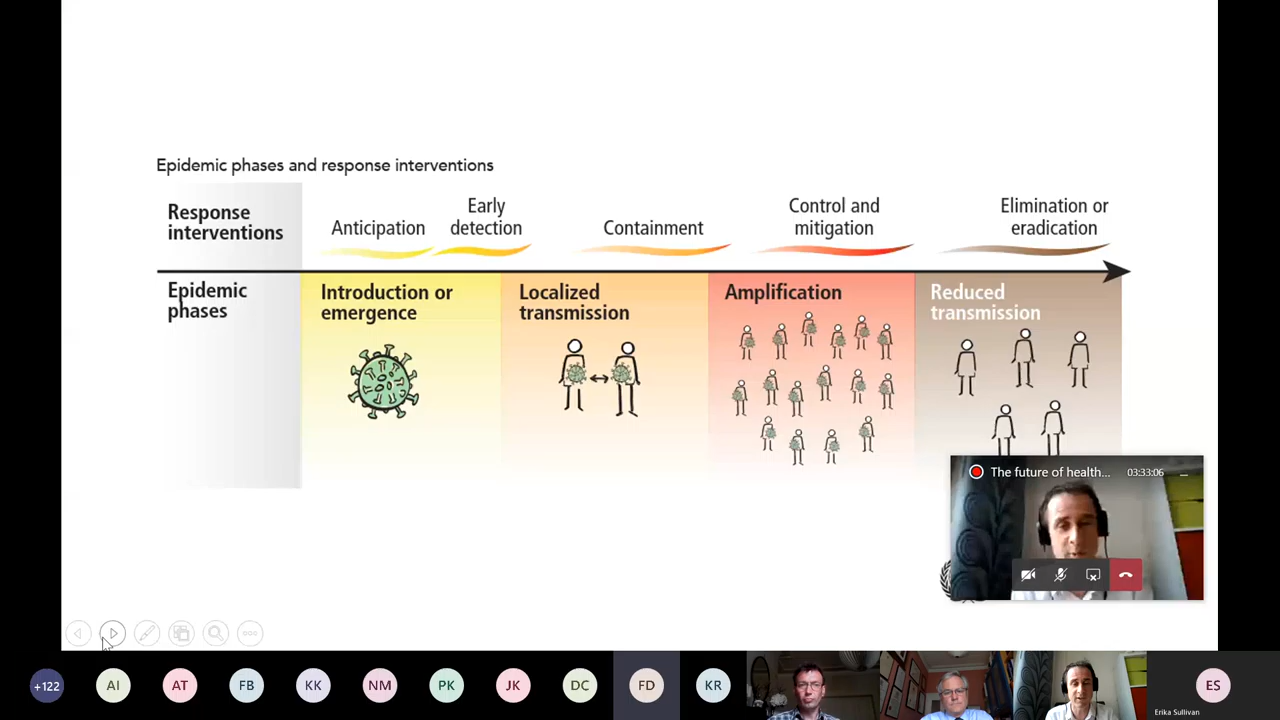 Epidemic phases and response interventions
Response
interventions
Anticipation
Early
detection
Containment
Control and
mitigation
Elimination or
eradication
Epidemic
phases
Introduction or
emergence
Localized
transmission
Amplification
Reduced
transmission
The future of health...
03:33:06
+122
AI
AT
FB
KK
NM
PK
JK
DC
FD
KR
ES
Erika Sullivan